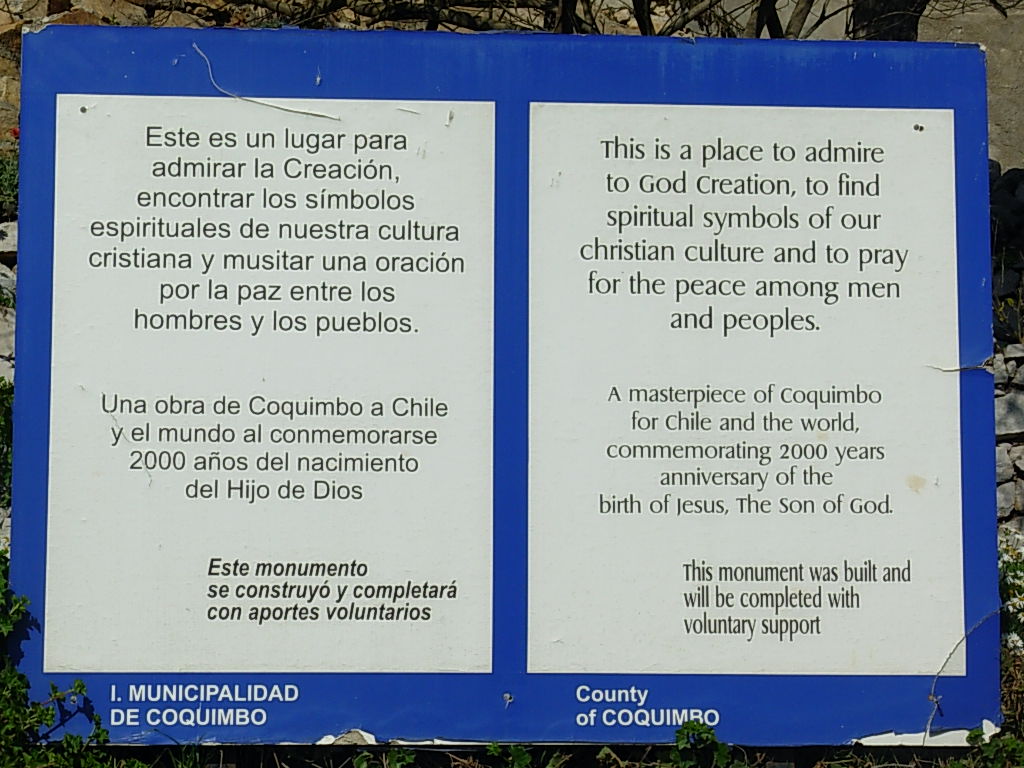 Este es un lugar para
admirar la Creación,
encontrar los símbolos
espirituales de nuestra cultura
cristiana y musitar una oración
por la paz entre los
hombres y los pueblos.
Una obra de Coquimbo a Chile
y el mundo al conmemorarse
2000 años del nacimiento
del Hijo de Dios
Este monumento
se construyó y completará
con aportes voluntarios
I. MUNICIPALIDAD
DE COQUIMBO
This is a place to admire
to God Creation, to find
spiritual symbols of our
christian culture and to pray
for the peace among men
and peoples.
A masterpiece of Coquimbo
for Chile and the world,
commemorating 2000 years
anniversary of the
birth of Jesus, The Son of God.
This monument was built and
will be completed with
voluntary support
County
of COQUIMBO